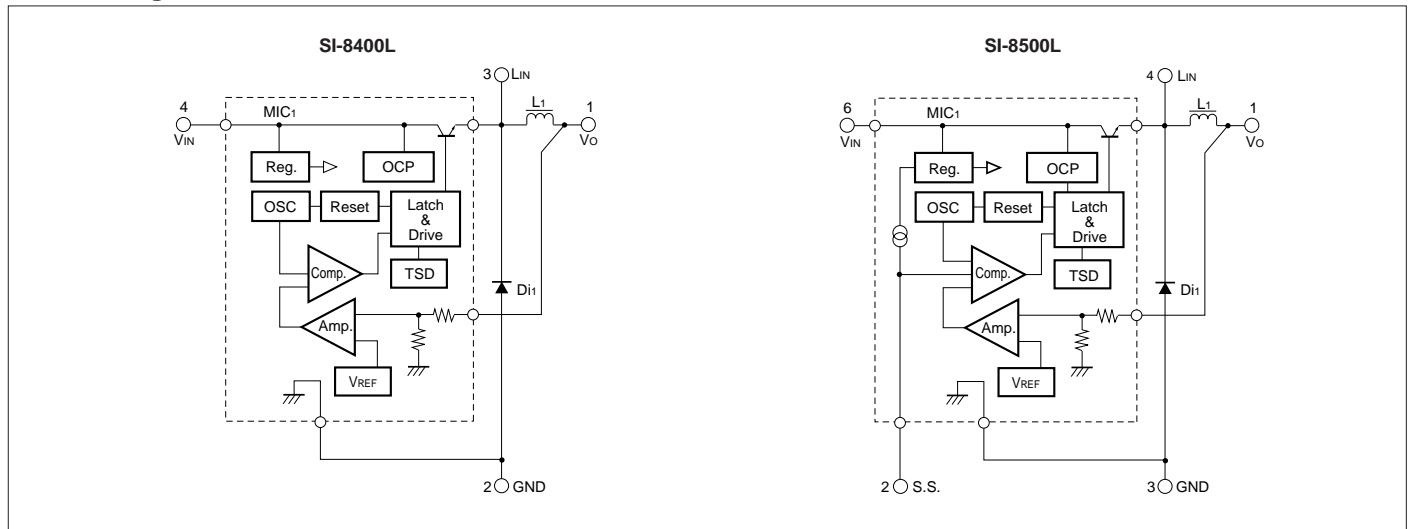 SI-8400L
3 LIN
4
VIN
MIC1
L1
1
VO
Reg.
OCP
OSC
Reset
Latch
&
Drive
Comp.
TSD
Di1
Amp.
VREF
2 GND
SI-8500L
4 LIN
6
VIN
MIC1
L1
1
VO
Reg.
OCP
OSC
Reset
Latch
&
Drive
Comp.
TSD
Di1
Amp.
VREF
2 S.S.
3 GND